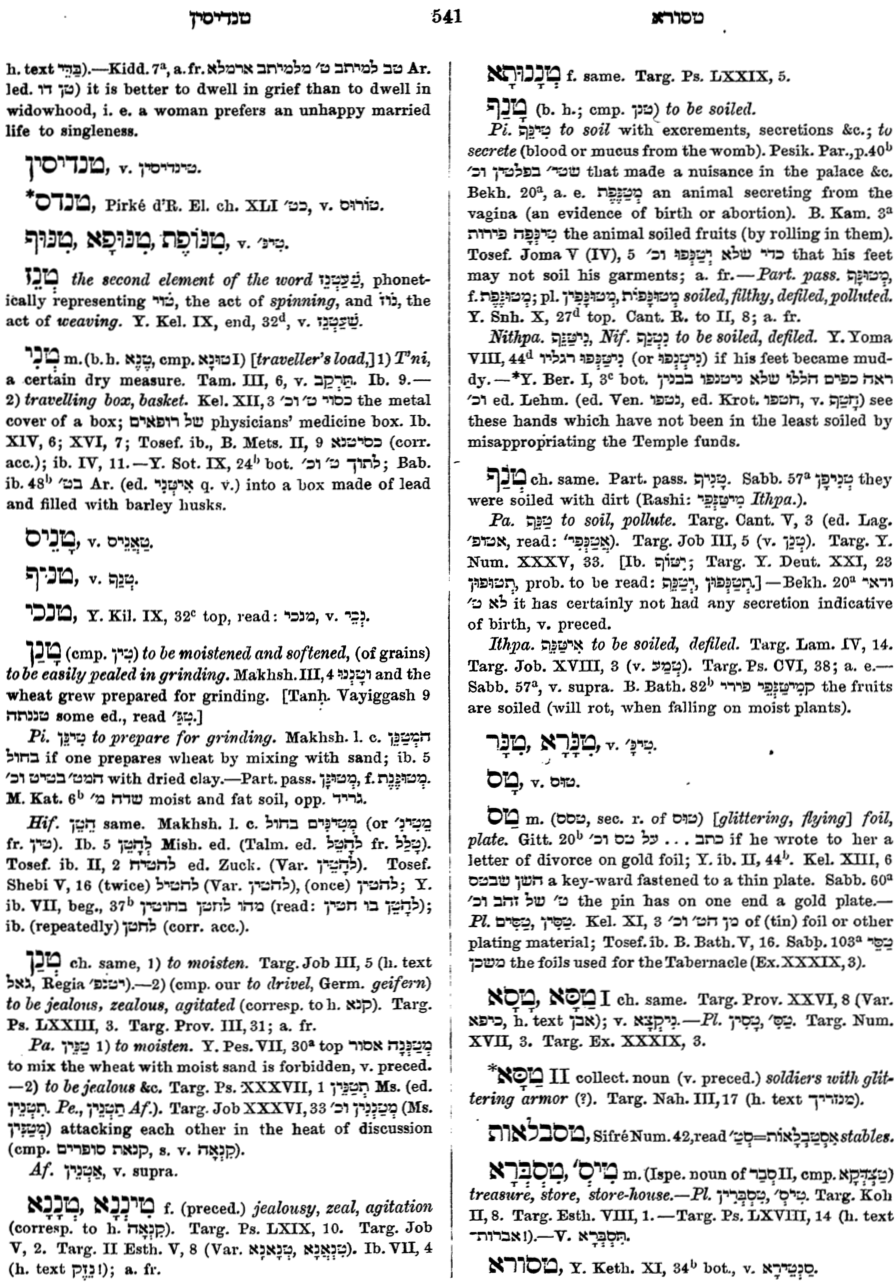 טנדיסין 541 טסורא
h. text בַּהֲדֵי).—Kidd. 7ª, a. fr. טב למיתב ט׳ מלמיתב ארמלא Ar.
led. טן דו) it is better to dwell in grief than to dwell in
widowhood, i. e. a woman prefers an unhappy married
life to singleness.
טנדיסין, v. טינדיסין.
*טנדס, Pirké d'R. El. ch. XLI בט׳, v. טוֹרוּס.
טִנּוֹפֶת, טִנּוּפָא, טִנּוּף, v. טִינּ׳.
טְנֵז the second element of the word שַׁעַטְנֵז, phonet-
ically representing טְוִי, the act of spinning, and נוּז, the
act of weaving. Y. Kel. IX, end, 32ᵈ, v. שַׁעַטְנֵז.
טְנִי m. (b. h. טֶנֶא, cmp. טוּנָא I) [traveller's load,] 1) T'ni,
a certain dry measure. Tam. III, 6, v. תַּרְקַב. Ib. 9.—
2) travelling box, basket. Kel. XII, 3 כסוי ט׳ וכ׳ the metal
cover of a box; של רופאים physicians' medicine box. Ib.
XIV, 6; XVI, 7; Tosef. ib., B. Mets. II, 9 כסיטנא (corr.
acc.); ib. IV, 11.—Y. Sot. IX, 24ᵇ bot. לתוך ט׳ וכ׳; Bab.
ib. 48ᵇ בט׳ Ar. (ed. אִיטְנִי q. v.) into a box made of lead
and filled with barley husks.
טָנֵיס, v. טַאֲנֵיס.
טנִיף, v. טְנַף.
טנכי, Y. Kil. IX, 32ᶜ top, read: מנכי, v. נְכֵי.
טָנַן (cmp. טִין) to be moistened and softened, (of grains)
to be easily pealed in grinding. Makhsh. III, 4 וטָנְנוּ and the
wheat grew prepared for grinding. [Tanḥ. Vayiggash 9
טננתה some ed., read טִגּ׳.]
Pi. טִינֵּן to prepare for grinding. Makhsh. l. c. המְטַנֵּן
בחול if one prepares wheat by mixing with sand; ib. 5
המט׳ בטיט וכ׳ with dried clay.—Part. pass. מְטוּנָּן, f. מְטוּנֶּנֶת.
M. Kat. 6ᵇ שדה מ׳ moist and fat soil, opp. גריד.
Hif. הֵטֵן same. Makhsh. l. c. מְטִינִּים בחול (or מַטִּינ׳
fr. טִין). Ib. 5 לְהָטֵן Mish. ed. (Talm. ed. לְהָטֵל fr. טָלַל).
Tosef. ib. II, 2 להטיח ed. Zuck. (Var. לְהָטִין). Tosef.
Shebi V, 16 (twice) להטיל (Var. להטין), (once) להטין; Y.
ib. VII, beg., 37ᵇ מהו להטן בחוטין (read: לְהָטֵן בו חטין);
ib. (repeatedly) להטן (corr. acc.).
טְנַן ch. same, 1) to moisten. Targ. Job III, 5 (h. text
גאל, Regia יטנפ׳).—2) (cmp. our to drivel, Germ. geifern)
to be jealous, zealous, agitated (corresp. to h. קנא). Targ.
Ps. LXXIII, 3. Targ. Prov. III, 31; a. fr.
Pa. טַנֵּין 1) to moisten. Y. Pes. VII, 30ª top מְטַנְּנָה אסור
to mix the wheat with moist sand is forbidden, v. preced.
—2) to be jealous &c. Targ. Ps. XXXVII, 1 תְּטַנֵּין Ms. (ed.
תִּטְנֵין Pe., תַּטְנֵין Af.). Targ. Job XXXVI, 33 מְטַנְּנִין וכ׳ (Ms.
מְטַנִּין) attacking each other in the heat of discussion
(cmp. קנאת סופרים, s. v. קִנְאָה).
Af. אַטְנֵין, v. supra.
טִינְנָא, טְנָנָא f. (preced.) jealousy, zeal, agitation
(corresp. to h. קִנְאָה). Targ. Ps. LXIX, 10. Targ. Job
V, 2. Targ. II Esth. V, 8 (Var. טְנָאנָא, טְנָאנָא). Ib. VII, 4
(h. text נֵזֶק!); a. fr.
טְנָנוּתָא f. same. Targ. Ps. LXXIX, 5.
טָנַף (b. h.; cmp. טנן) to be soiled.
Pi. טִינֵּף to soil with excrements, secretions &c.; to
secrete (blood or mucus from the womb). Pesik. Par., p. 40ᵇ
שטי׳ בפלטין וכ׳ that made a nuisance in the palace &c.
Bekh. 20ª, a. e. מְטַנֶּפֶת an animal secreting from the
vagina (an evidence of birth or abortion). B. Kam. 3ª
טִינְּפָה פירות the animal soiled fruits (by rolling in them).
Tosef. Joma V (IV), 5 כדי שלא יְטַנְּפוּ וכ׳ that his feet
may not soil his garments; a. fr.—Part. pass. מְטוּנָּף,
f. מְטוּנֶּפֶת; pl. מְטוּנָּפִין, מְטוּנָּפוֹת soiled, filthy, defiled, polluted.
Y. Snh. X, 27ᵈ top. Cant. R. to II, 8; a. fr.
Nithpa. נִיטַּנֵּף, Nif. נִטְנַף to be soiled, defiled. Y. Yoma
VIII, 44ᵈ נִיטַּנְּפוּ רגליו (or נִיטְנְפוּ) if his feet became mud-
dy.—*Y. Ber. I, 3ᶜ bot. ראה כפים הללו שלא ניטנפו בבנין
וכ׳ ed. Lehm. (ed. Ven. נטפו, ed. Krot. חטפו, v. חָטַף) see
these hands which have not been in the least soiled by
misappropriating the Temple funds.
טְנַף ch. same. Part. pass. טָנִיף. Sabb. 57ª טְנִיפָן they
were soiled with dirt (Rashi: מִיטַּנְּפֵי Ithpa.).
Pa. טַנֵּף to soil, pollute. Targ. Cant. V, 3 (ed. Lag.
אטופ׳, read: אֲטַנְּפִ׳). Targ. Job III, 5 (v. טְנַן). Targ. Y.
Num. XXXV, 33. [Ib. יְטוֹף; Targ. Y. Deut. XXI, 23
תְטוּפוּן, prob. to be read: תְטַנְּפוּן, יְטַנֵּף.]—Bekh. 20ª ודאי
לא ט׳ it has certainly not had any secretion indicative
of birth, v. preced.
Ithpa. אִיטַּנֵּף to be soiled, defiled. Targ. Lam. IV, 14.
Targ. Job. XVIII, 3 (v. טְמַע). Targ. Ps. CVI, 38; a. e.—
Sabb. 57ª, v. supra. B. Bath. 82ᵇ קמיטַּנְּפֵי פירי the fruits
are soiled (will rot, when falling on moist plants).
טִנָּרָא, טִנָּר, v. טִינָּ׳.
טָס, v. טוּס.
טַס m. (טסס, sec. r. of טוּס) [glittering, flying] foil,
plate. Gitt. 20ᵇ כתב ... על טס וכ׳ if he wrote to her a
letter of divorce on gold foil; Y. ib. II, 44ᵇ. Kel. XIII, 6
חשן שבטס a key-ward fastened to a thin plate. Sabb. 60ª
ט׳ של זהב וכ׳ the pin has on one end a gold plate.—
Pl. טַסִּין, טַסִּים. Kel. XI, 3 מן הט׳ וכ׳ of (tin) foil or other
plating material; Tosef. ib. B. Bath. V, 16. Sabb. 103ª טַסֵּי
משכן the foils used for the Tabernacle (Ex. XXXIX, 3).
טַסָּא, טָסָא I ch. same. Targ. Prov. XXVI, 8 (Var.
כיפא, h. text אבן); v. נִיקְצָא.—Pl. טַסִּ׳, טָסִין. Targ. Num.
XVII, 3. Targ. Ex. XXXIX, 3.
*טַסָּא II collect. noun (v. preced.) soldiers with glit-
tering armor (?). Targ. Nah. III, 17 (h. text מנזריך).
טסבלאות, Sifré Num. 42, read אִסְטַבְלָאוֹת=סְט׳ stables.
טִיסְ׳, טִסְבְּרָא m. (Ispe. noun of סבר II, cmp. טַצְדְּקָא)
treasure, store, store-house.—Pl. טִיסְ׳, טִסְבְּרִין. Targ. Koh
II, 8. Targ. Esth. VIII, 1.—Targ. Ps. LXVIII, 14 (h. text
אברות־!).—V. תִּסְבְּרָא.
טסורא, Y. Keth. XI, 34ᵇ bot., v. סַנְטִירָא.